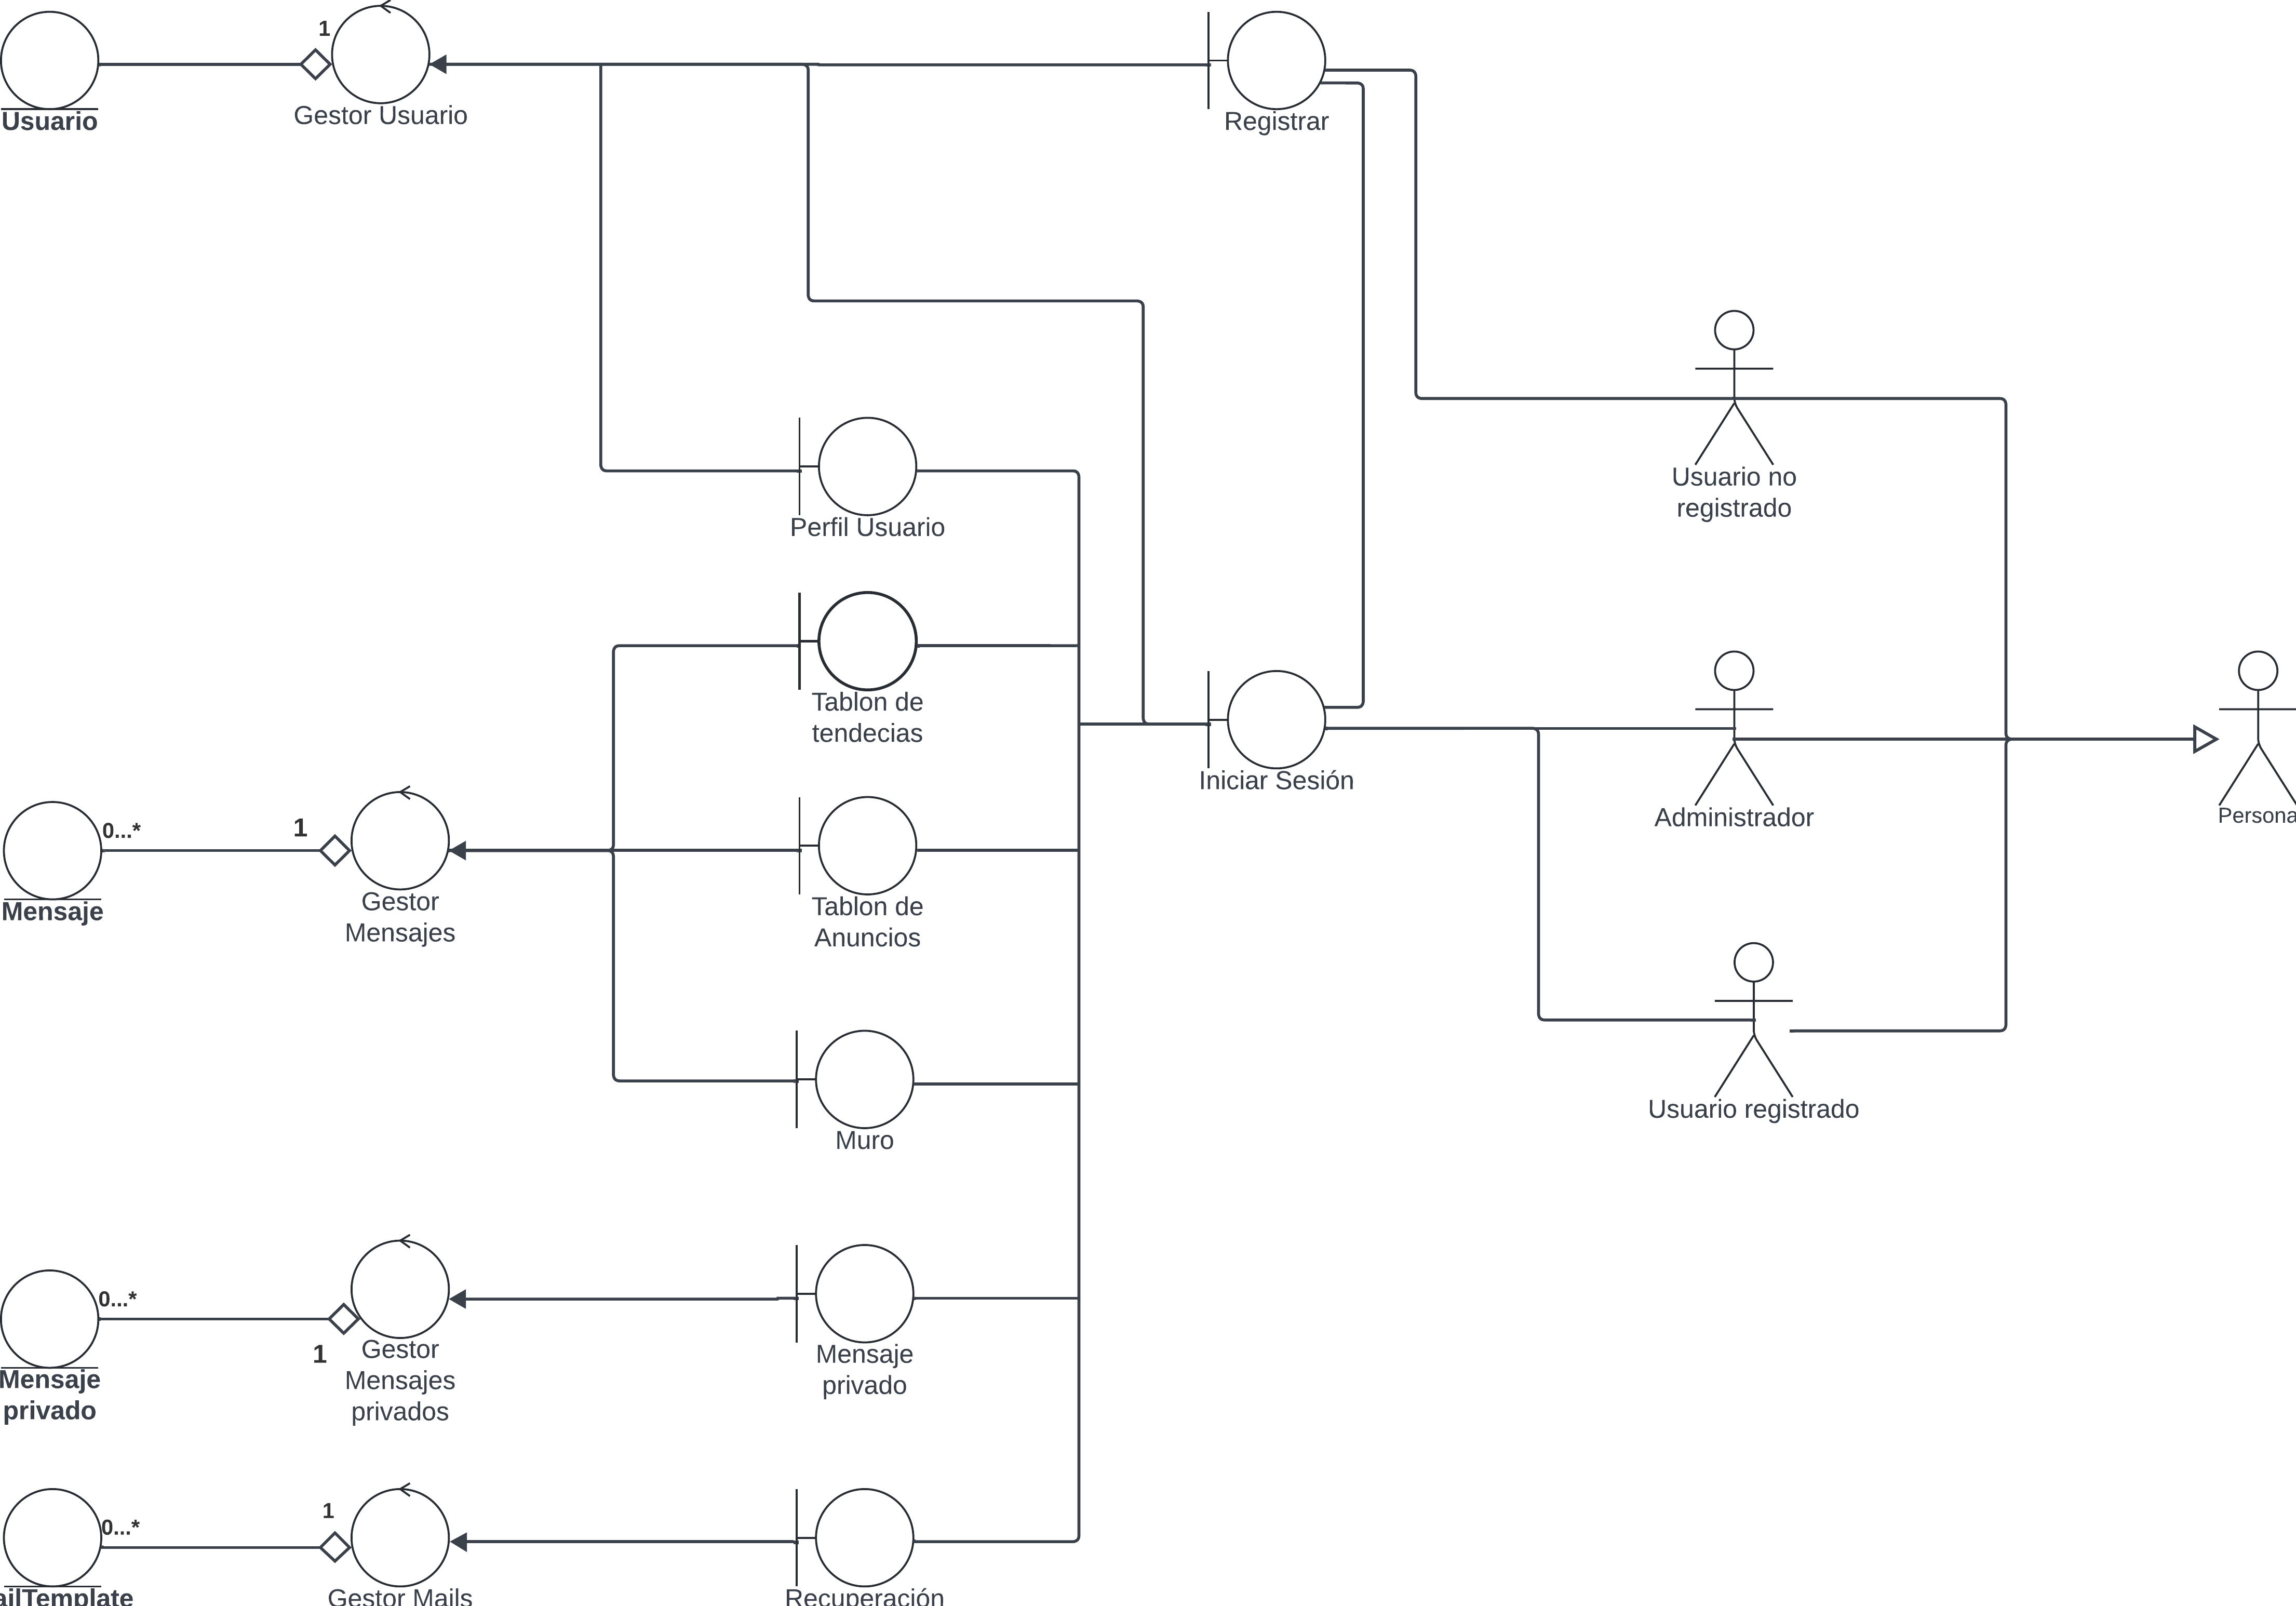 1
Usuario
Gestor Usuario
Registrar
Usuario no
registrado
Perfil Usuario
Tablon de
tendecias
Iniciar Sesión
Administrador
Persona
0...*
1
Mensaje
Gestor
Mensajes
Tablon de
Anuncios
Usuario registrado
Muro
0...*
1
Mensaje
privado
Gestor
Mensajes
privados
Mensaje
privado
0...*
1
ailTemplate
Gestor Mails
Recuperación